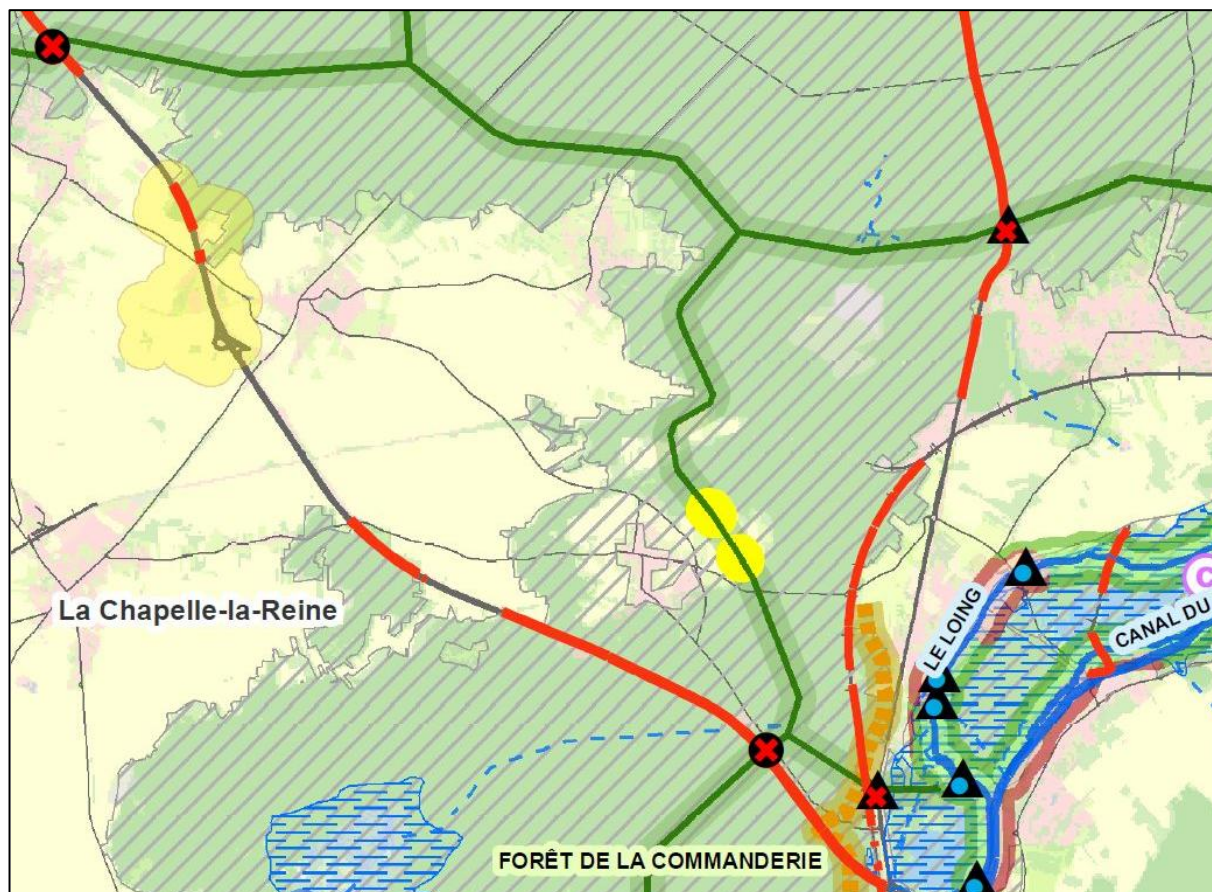 C
LE LOING
CANAL DU
La Chapelle-la-Reine
FORÊT DE LA COMMANDERIE